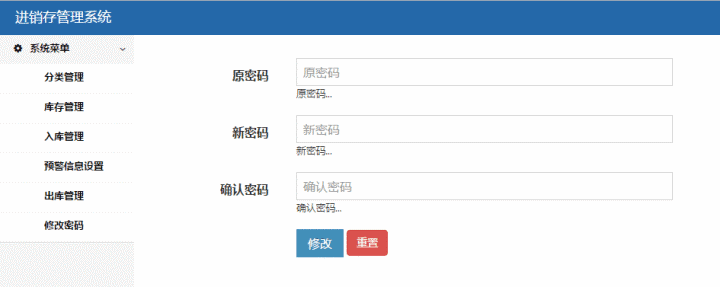 进销存管理系統
系统菜单
分类管理
库存管理
入库管理
预警信息设置
出库管理
修改密码
原密码 原密码
原密码...
新密码 新密码
新密码...
确认密码 确认密码
确认密码...
修改 重置